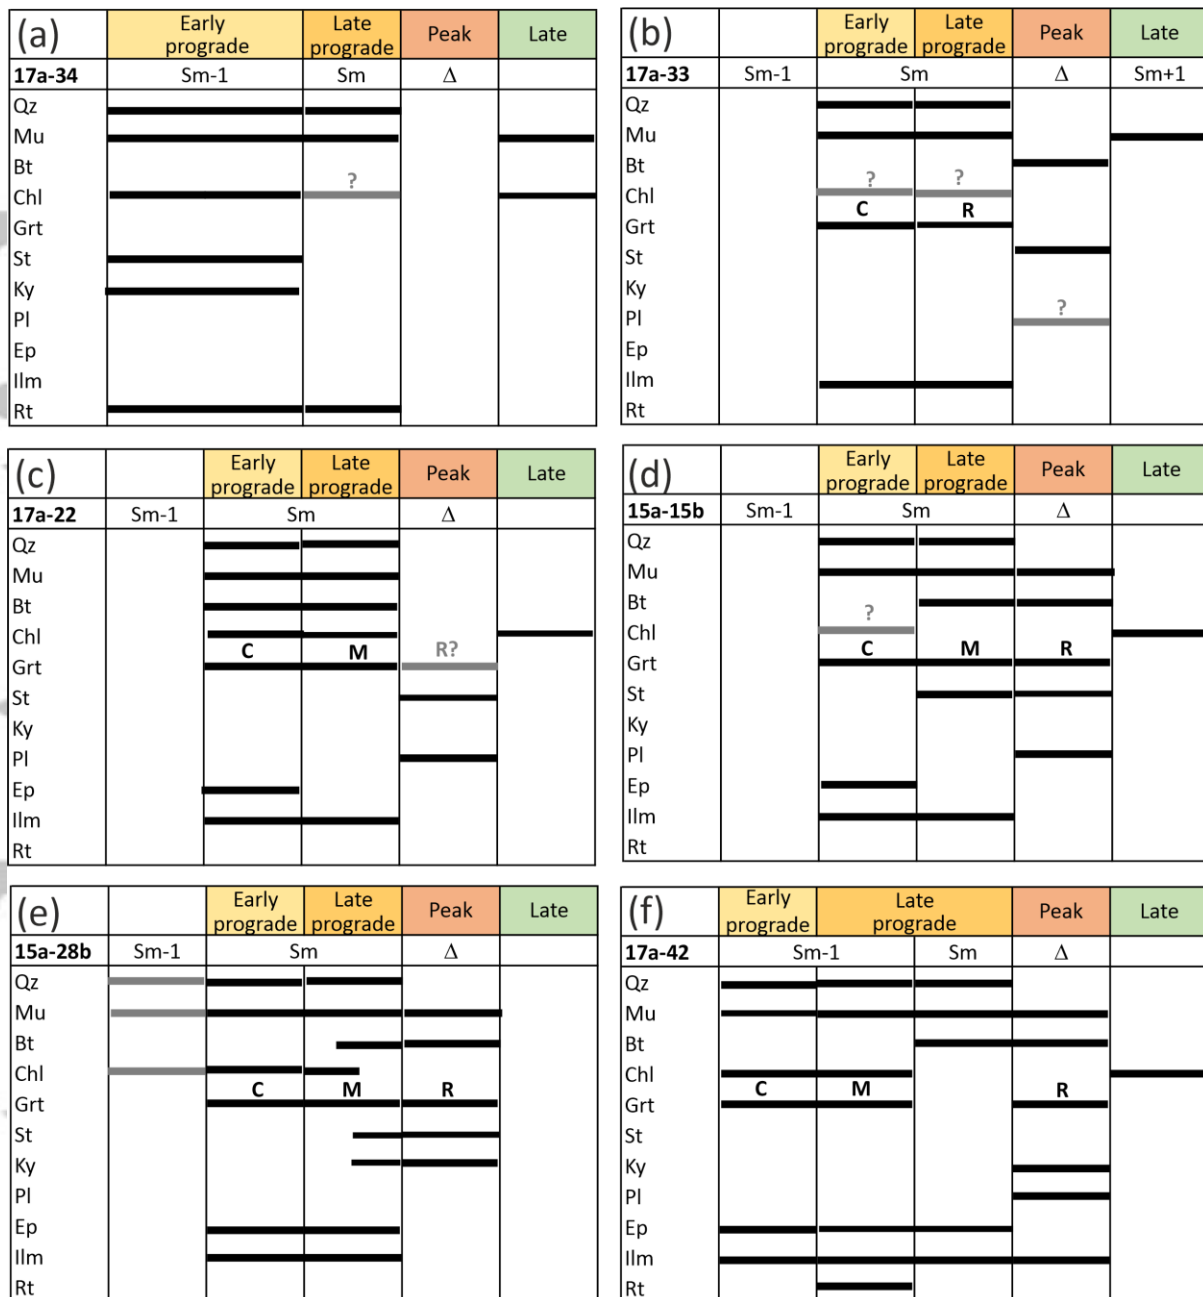 (a)
Early prograde
Late prograde
Peak
Late
17a-34
Sm-1
Sm
Δ
Qz
Mu
Bt
?
Chl
Grt
St
Ky
Pl
Ep
Ilm
Rt
(b)
Early prograde
Late prograde
Peak
Late
17a-33
Sm-1
Sm
Δ
Sm+1
Qz
Mu
Bt
? ?
Chl
C R
Grt
St
Ky
?
Pl
Ep
Ilm
Rt
(c)
Early prograde
Late prograde
Peak
Late
17a-22
Sm-1
Sm
Δ
Qz
Mu
Bt
Chl
C M R?
Grt
St
Ky
Pl
Ep
Ilm
Rt
(d)
Early prograde
Late prograde
Peak
Late
15a-15b
Sm-1
Sm
Δ
Qz
Mu
Bt
?
Chl
C M R
Grt
St
Ky
Pl
Ep
Ilm
Rt
(e)
Early prograde
Late prograde
Peak
Late
15a-28b
Sm-1
Sm
Δ
Qz
Mu
Bt
Chl
C M R
Grt
St
Ky
Pl
Ep
Ilm
Rt
(f)
Early prograde
Late prograde
Peak
Late
17a-42
Sm-1
Sm
Δ
Qz
Mu
Bt
Chl
C M R
Grt
St
Ky
Pl
Ep
Ilm
Rt